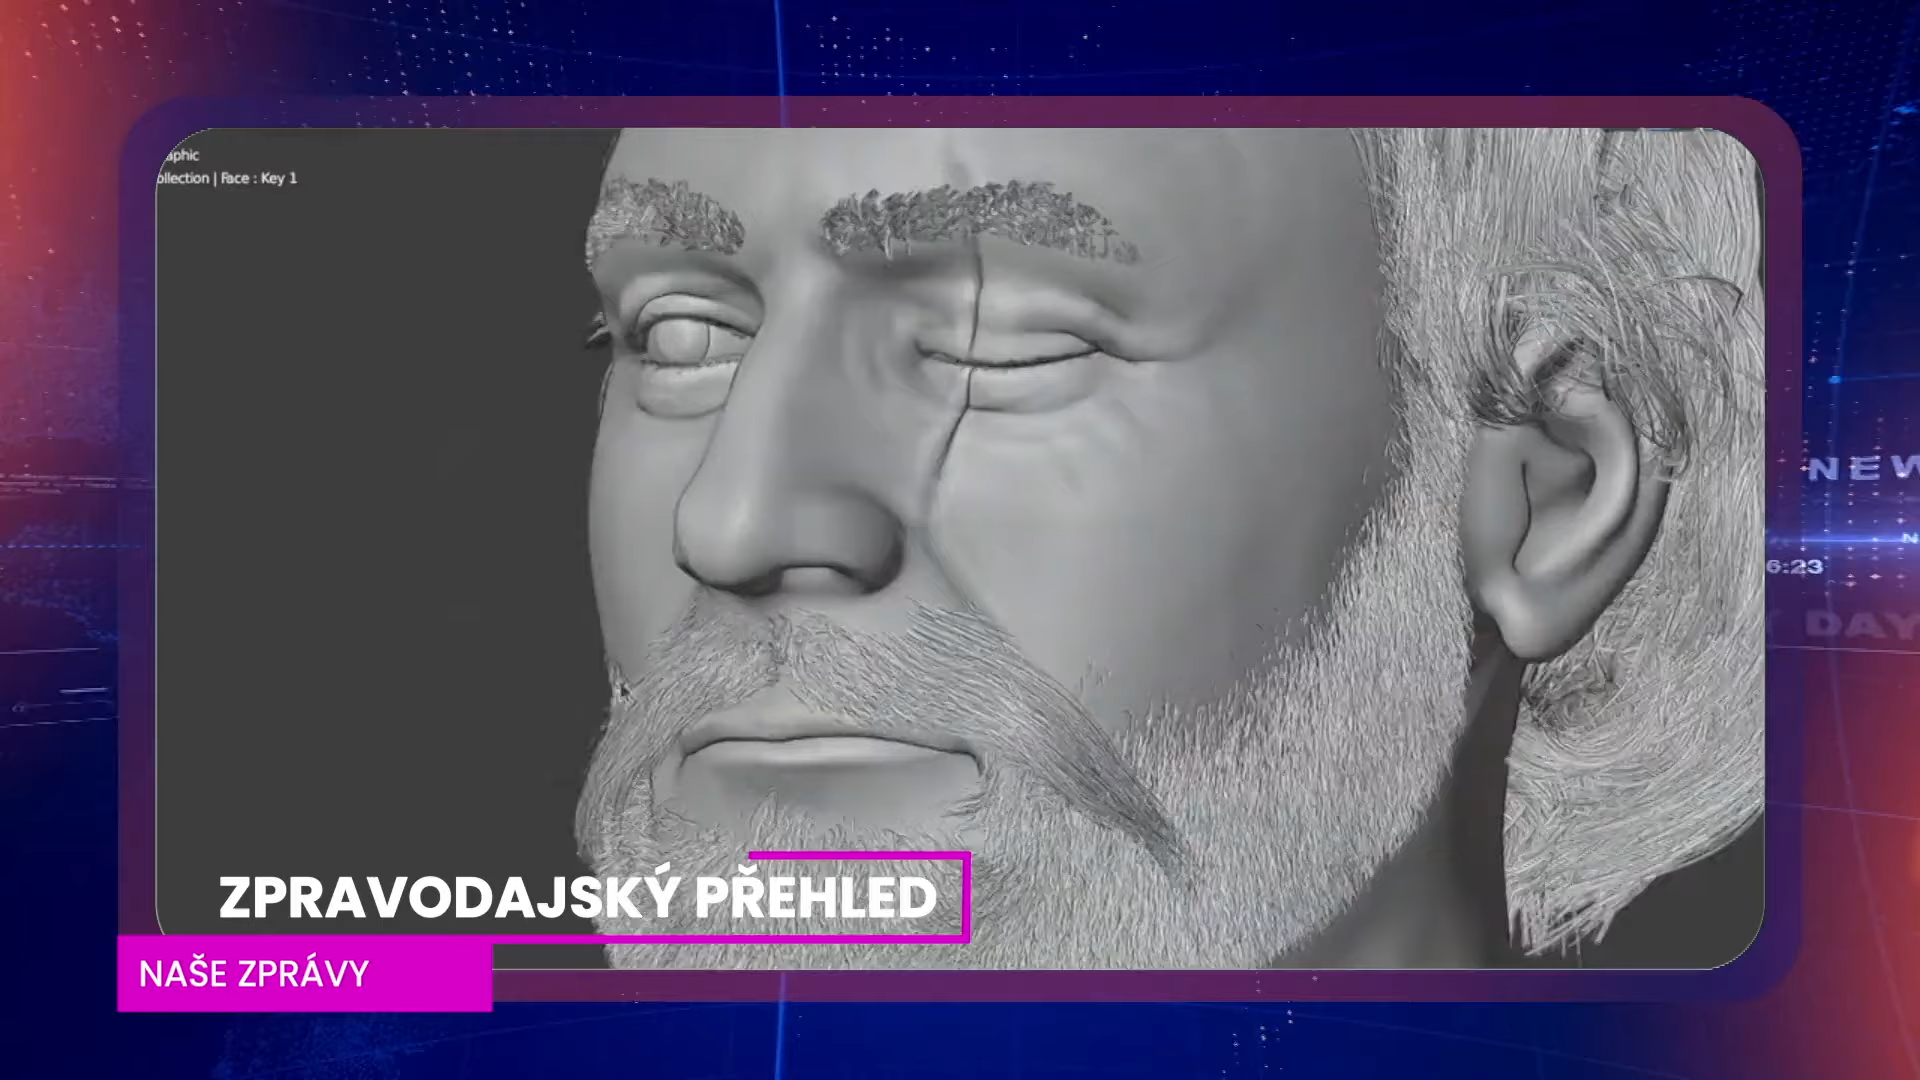 aphic
ollection | Face : Key 1
NEW
N
6:23
DAY
ZPRAVODAJSKÝ PŘEHLED
NAŠE ZPRÁVY